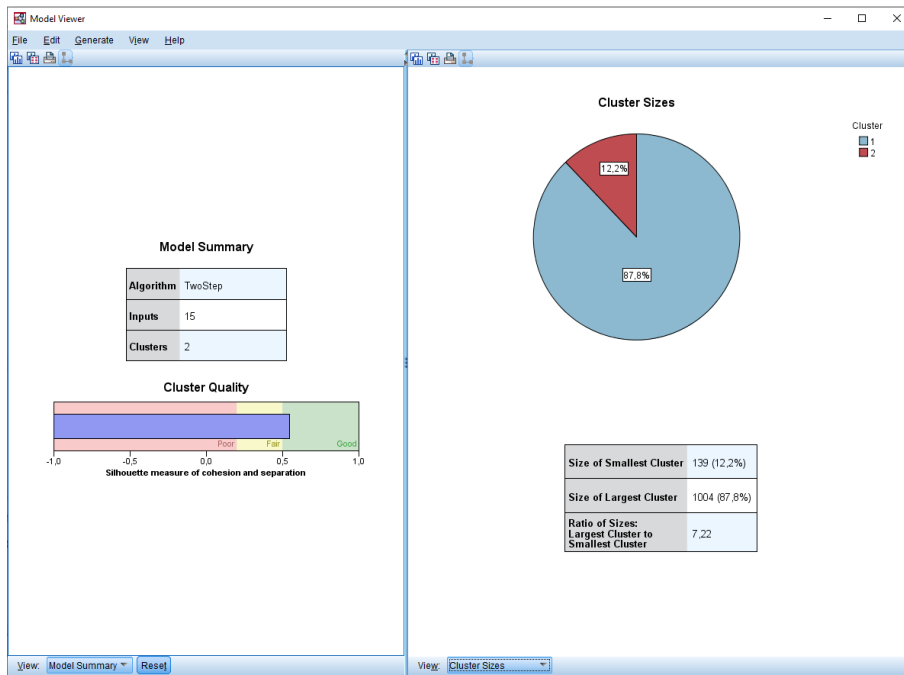 Model Viewer
File Edit Generate View Help
Model Summary
Algorithm TwoStep
Inputs 15
Clusters 2
Cluster Quality
Poor Fair Good
-1,0 -0,5 0,0 0,5 1,0
Silhouette measure of cohesion and separation
View: Model Summary Reset
Cluster Sizes
Cluster
1
2
12,2%
87,8%
Size of Smallest Cluster 139 (12,2%)
Size of Largest Cluster 1004 (87,8%)
Ratio of Sizes:
Largest Cluster to
Smallest Cluster 7,22
View: Cluster Sizes